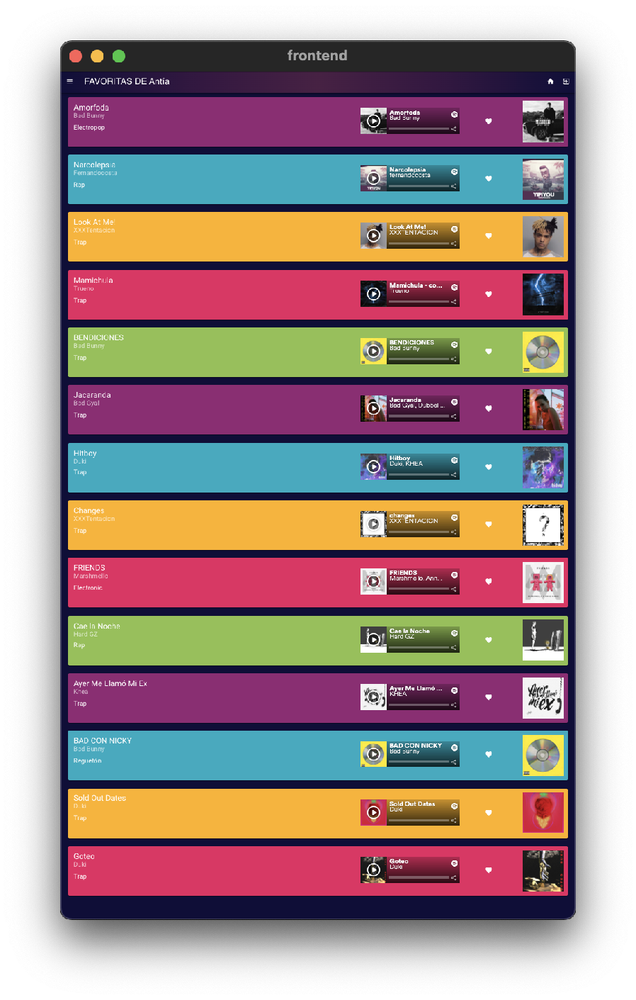 frontend
FAVORITAS DE Antía
Amorfoda
Bad Bunny
Electropop
Amorfoda
Bad Bunny
Narcolepsia
Fernandocosta
Rap
Narcolepsia
fernandocosta
YIPIYOU
Look At Me!
XXXTentacion
Trap
Look At Me!
XXXTENTACION
Mamichula
Trueno
Trap
Mamichula - co...
Trueno
BENDICIONES
Bad Bunny
Trap
BENDICIONES
Bad Bunny
Jacaranda
Bad Gyal
Trap
Jacaranda
Bad Gyal, Dubbel ...
Hitboy
Duki
Trap
Hitboy
Duki, KHEA
Changes
XXXTentacion
Trap
changes
XXXTENTACION
?
FRIENDS
Marshmello
Electronic
FRIENDS
Marshmello, Ann...
FRIENDS
Cae la Noche
Hard GZ
Rap
Cae la Noche
Hard GZ
Ayer Me Llamó Mi Ex
Khea
Trap
Ayer Me Llamó ...
KHEA
Ayer
me llamó
mi ex
BAD CON NICKY
Bad Bunny
Reguetón
BAD CON NICKY
Bad Bunny
Sold Out Dates
Duki
Trap
Sold Out Dates
Duki
Goteo
Duki
Trap
Goteo
Duki